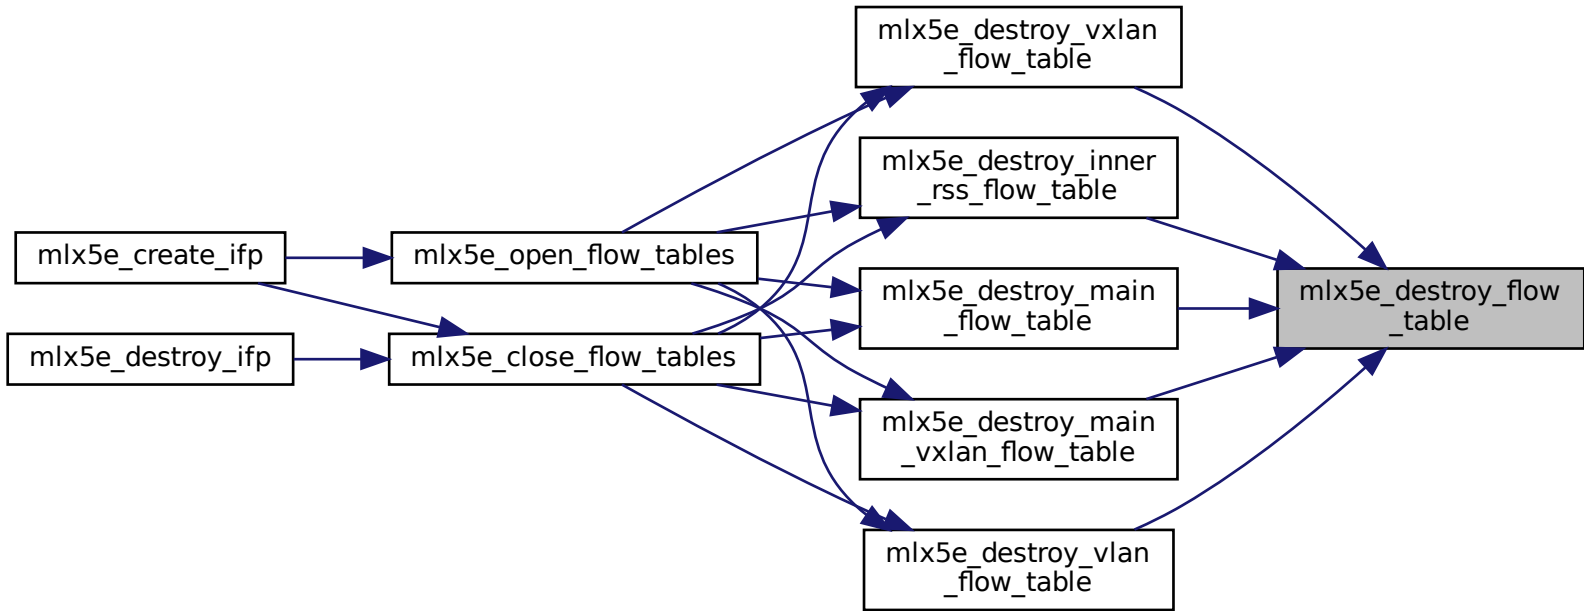 mlx5e_destroy_vxlan
_flow_table
mlx5e_destroy_inner
_rss_flow_table
mlx5e_create_ifp
mlx5e_open_flow_tables
mlx5e_destroy_main
_flow_table
mlx5e_destroy_flow
_table
mlx5e_destroy_ifp
mlx5e_close_flow_tables
mlx5e_destroy_main
_vxlan_flow_table
mlx5e_destroy_vlan
_flow_table